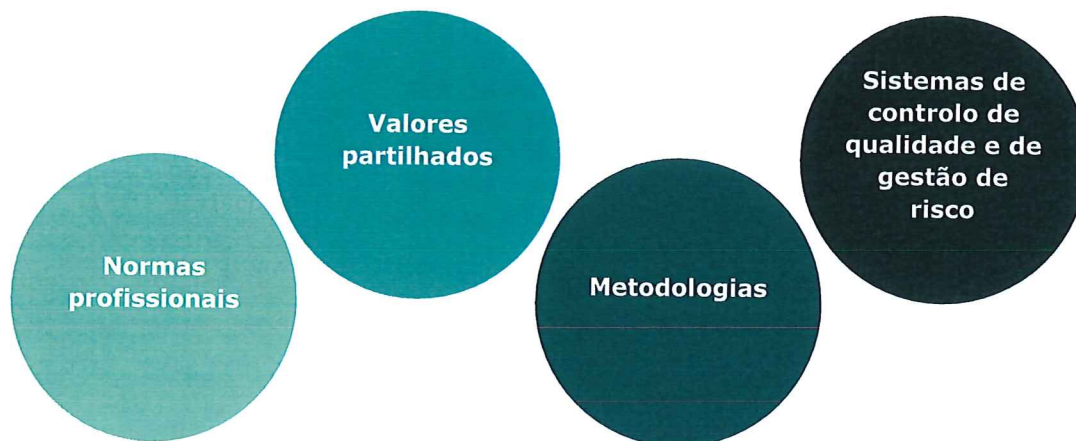 Normas
profissionais
Valores
partilhados
Metodologias
Sistemas de
controlo de
qualidade e de
gestão de
risco